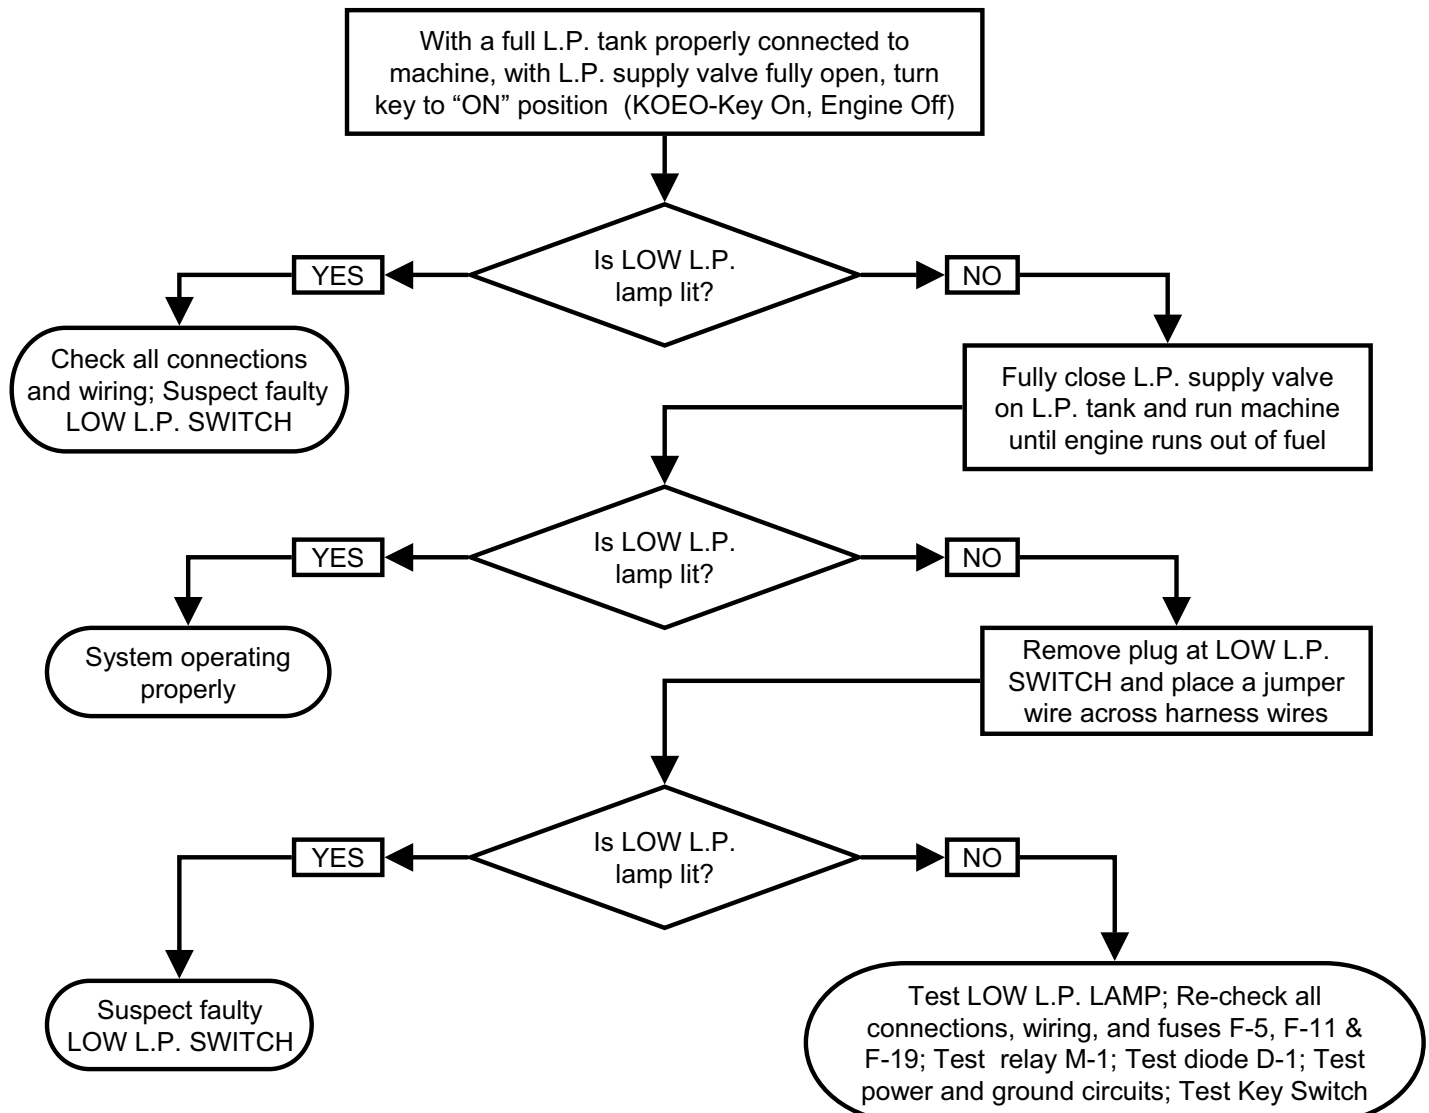 With a full L.P. tank properly connected to
machine, with L.P. supply valve fully open, turn
key to “ON” position  (KOEO-Key On, Engine Off)
Is LOW L.P.
lamp lit?
YES
NO
Check all connections
and wiring; Suspect faulty
LOW L.P. SWITCH
Fully close L.P. supply valve
on L.P. tank and run machine
until engine runs out of fuel
Is LOW L.P.
lamp lit?
YES
NO
System operating
properly
Remove plug at LOW L.P.
SWITCH and place a jumper
wire across harness wires
Is LOW L.P.
lamp lit?
YES
NO
Suspect faulty
LOW L.P. SWITCH
Test LOW L.P. LAMP; Re-check all
connections, wiring, and fuses F-5, F-11 &
F-19; Test  relay M-1; Test diode D-1; Test
power and ground circuits; Test Key Switch